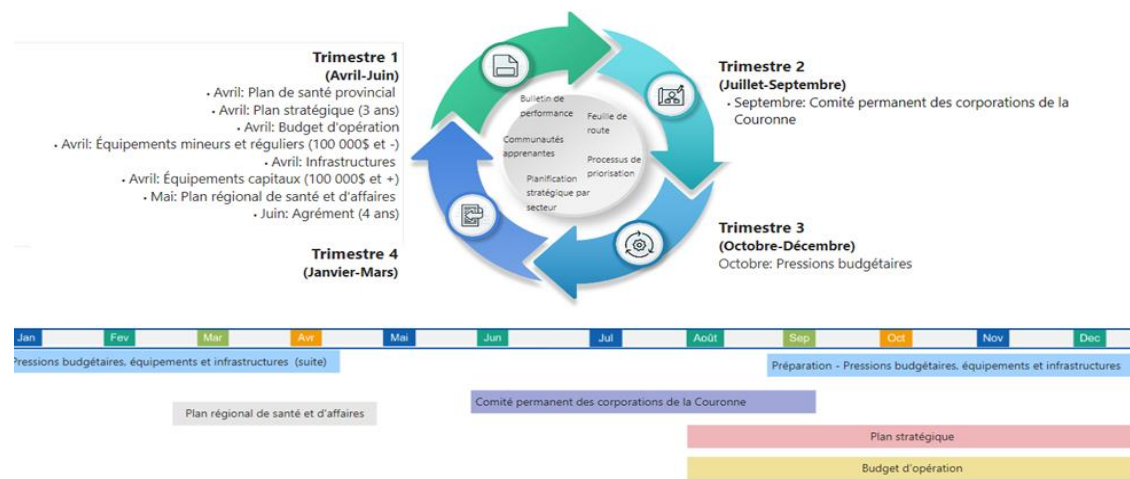 Trimestre 1
(Avril-Juin)
• Avril: Plan de santé provincial
• Avril: Plan stratégique (3 ans)
• Avril: Budget d'opération
• Avril: Équipements mineurs et réguliers (100 000$ et -)
• Avril: Infrastructures
• Avril: Équipements capitaux (100 000$ et +)
• Mai: Plan régional de santé et d'affaires
• Juin: Agrément (4 ans)
Trimestre 2
(Juillet-Septembre)
• Septembre: Comité permanent des corporations de la
Couronne
Bulletin de
performance
Feuille de
route
Communautés
apprenantes
Processus de
priorisation
Planification
stratégique par
secteur
Trimestre 3
(Octobre-Décembre)
Octobre: Pressions budgétaires
Trimestre 4
(Janvier-Mars)
Jan Fev Mar Avr Mai Jun Jul Août Sep Oct Nov Dec
Pressions budgétaires, équipements et infrastructures (suite)
Préparation - Pressions budgétaires, équipements et infrastructures
Plan régional de santé et d'affaires
Comité permanent des corporations de la Couronne
Plan stratégique
Budget d'opération